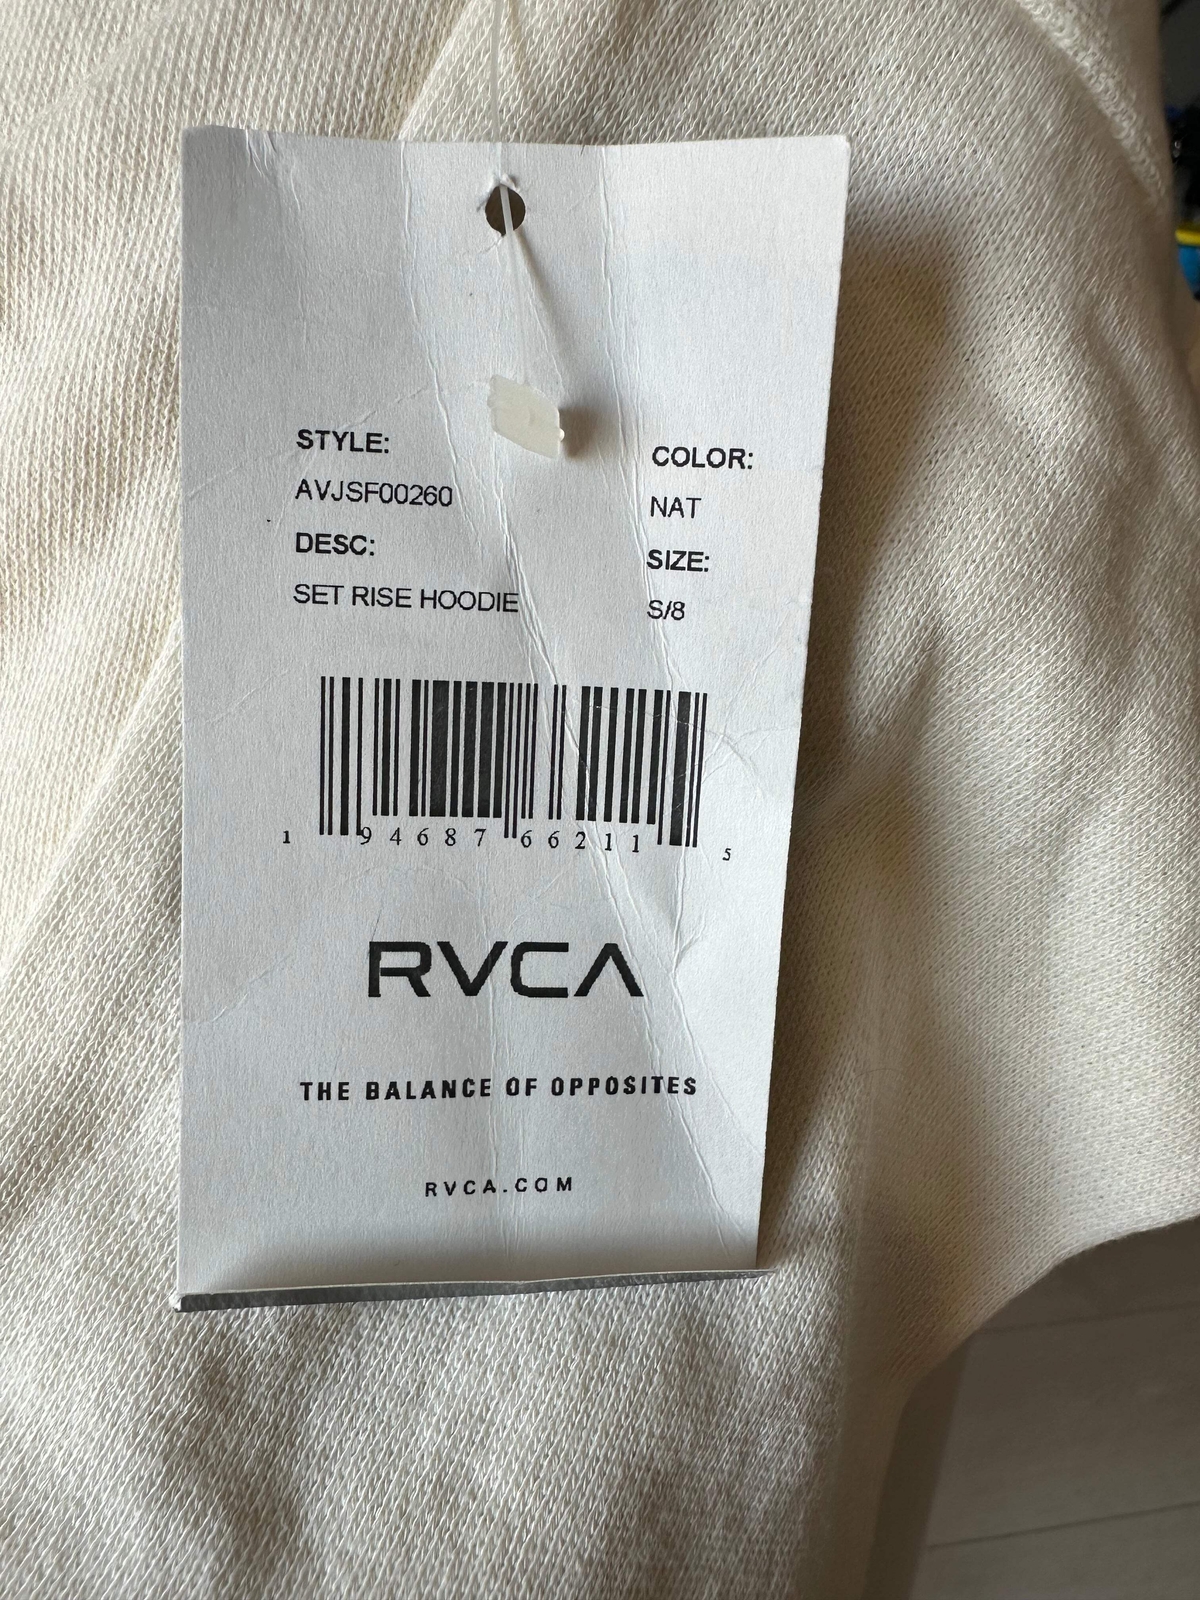 STYLE:
AVJSF00260
DESC:
SET RISE HOODIE
COLOR:
NAT
SIZE:
S/8
1 94687 66211 5
RVCA
THE BALANCE OF OPPOSITES
RVCA.COM